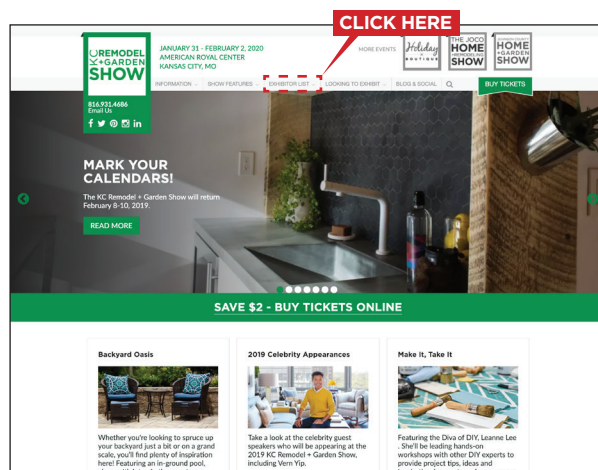 CLICK HERE
KC REMODEL
+GARDEN
SHOW
JANUARY 31 - FEBRUARY 2, 2020
AMERICAN ROYAL CENTER
KANSAS CITY, MO
MORE EVENTS
Holiday
BOUTIQUE
THE JOCO
HOME
+REMODEL
SHOW
JOHNSON COUNTY
HOME
+GARDEN
SHOW
INFORMATION
SHOW FEATURES
EXHIBITOR LIST
LOOKING TO EXHIBIT
BLOG & SOCIAL
BUY TICKETS
816.931.4686
Email Us
MARK YOUR
CALENDARS!
The KC Remodel + Garden Show will return
February 8-10, 2019.
READ MORE
SAVE $2 - BUY TICKETS ONLINE
Backyard Oasis
Whether you're looking to spruce up
your backyard just a bit or on a grand
scale, you'll find plenty of inspiration
here! Featuring an in-ground pool,
2019 Celebrity Appearances
Take a look at the celebrity guest
speakers who will be appearing at the
2019 KC Remodel + Garden Show,
including Vern Yip.
Make It, Take It
Featuring the Diva of DIY, Leanne Lee
. She'll be leading hands-on
workshops with other DIY experts to
provide project tips, ideas and